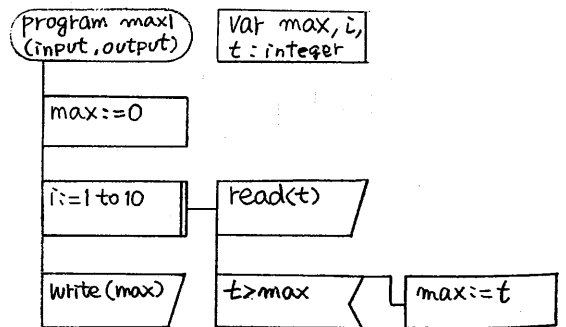 program max1
(input, output)
var max, i,
t : integer
max:=0
i:=1 to 10
read(t)
write(max)
t>max
max:=t